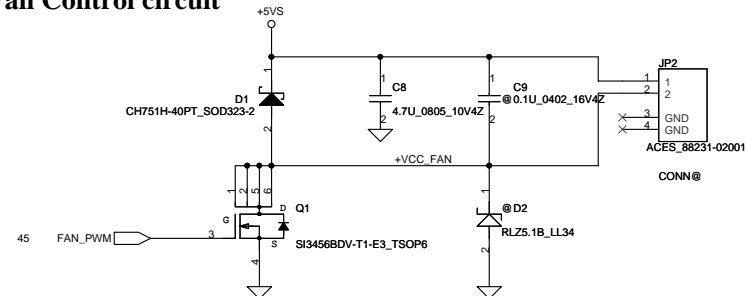 Fan Control circuit
+5VS
JP2
1
1
1
1
1
2
2
C8
C9
D1
@0.1U_0402_16V4Z
CH751H-40PT_SOD323-2
4.7U_0805_10V4Z
3
GND
4
GND
2
2
2
ACES_88231-02001
+VCC_FAN
CONN@
1
2
5
6
1
D
Q1
@D2
G
RLZ5.1B_LL34
45
FAN_PWM
3
S
SI3456BDV-T1-E3_TSOP6
4
2